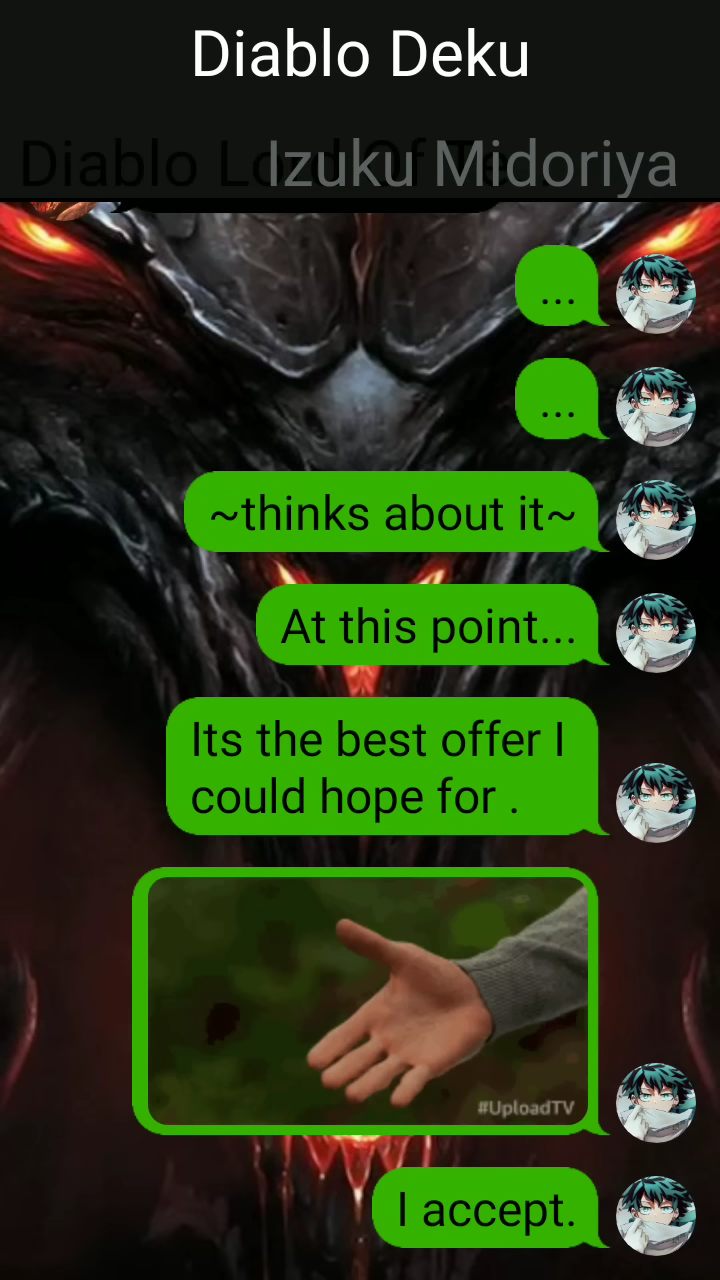 Diablo Deku
Izuku Midoriya
...
...
~thinks about it~
At this point...
Its the best offer I
could hope for .
#UploadTV
I accept.